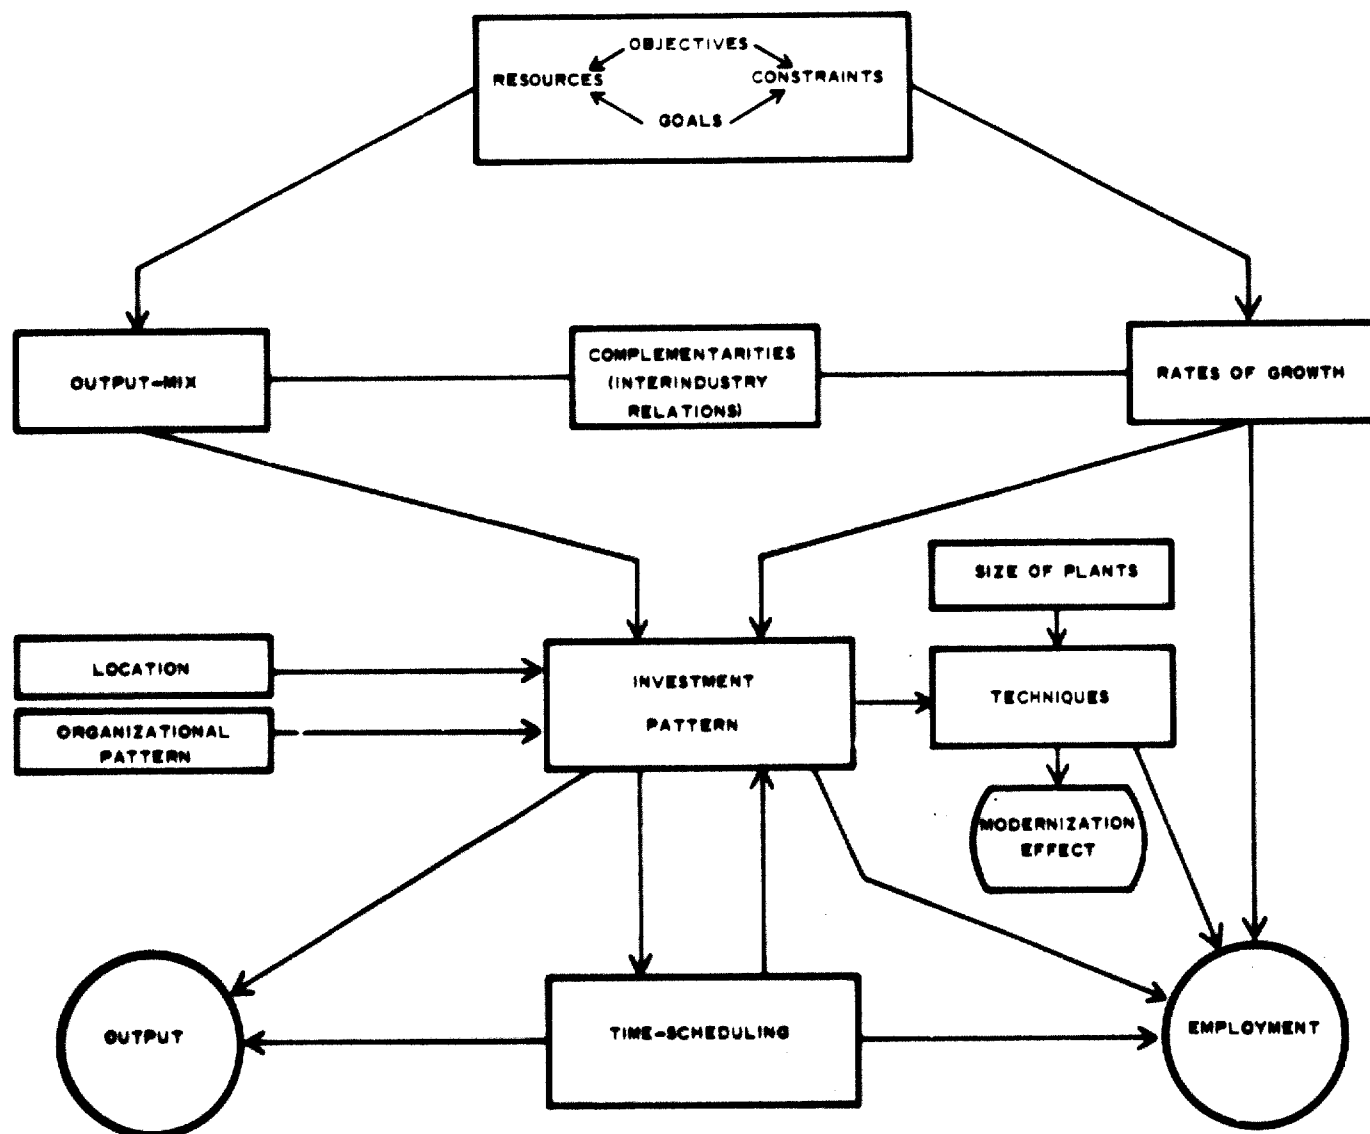 OBJECTIVES
RESOURCES
CONSTRAINTS
GOALS
OUTPUT-MIX
COMPLEMENTARITIES
(INTERINDUSTRY
RELATIONS)
RATES OF GROWTH
SIZE OF PLANTS
LOCATION
INVESTMENT
PATTERN
TECHNIQUES
ORGANIZATIONAL
PATTERN
MODERNIZATION
EFFECT
OUTPUT
TIME-SCHEDULING
EMPLOYMENT